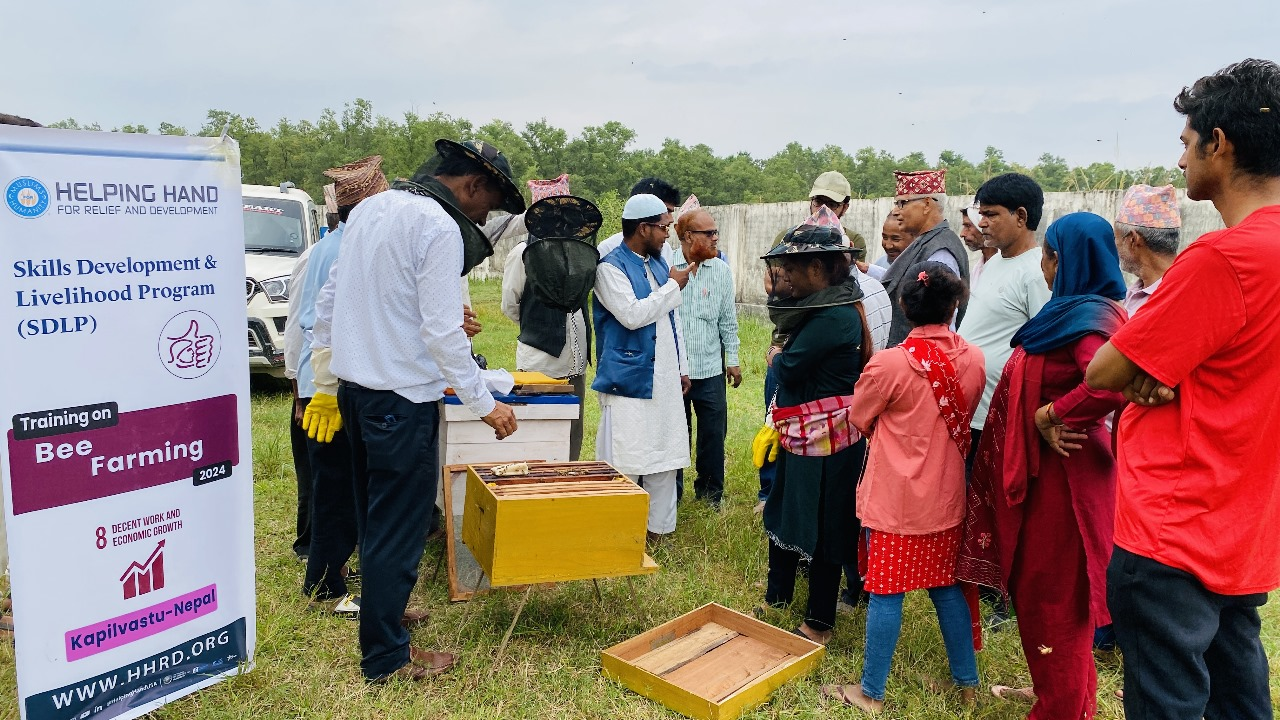 HELPING HAND
FOR RELIEF AND DEVELOPMENT
Skills Development &
Livelihood Program
(SDLP)
Training on
Bee
Farming
2024
8 DECENT WORK AND
ECONOMIC GROWTH
Kapilvastu-Nepal
WWW.HHRD.ORG